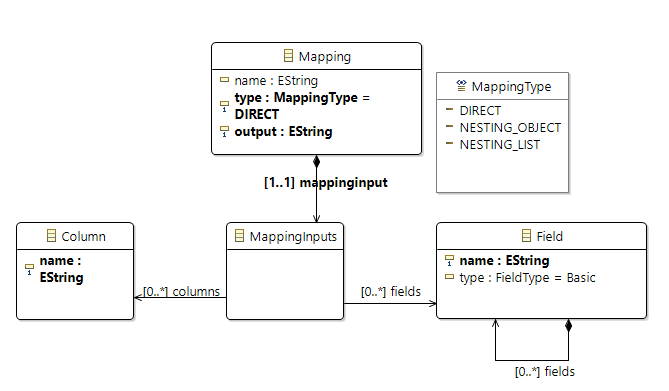 Mapping
name : EString
type : MappingType =
DIRECT
output : EString
MappingType
DIRECT
NESTING_OBJECT
NESTING_LIST
[1..1] mappinginput
Column
name :
EString
MappingInputs
Field
name : EString
type : FieldType = Basic
[0..*] columns
[0..*] fields
[0..*] fields